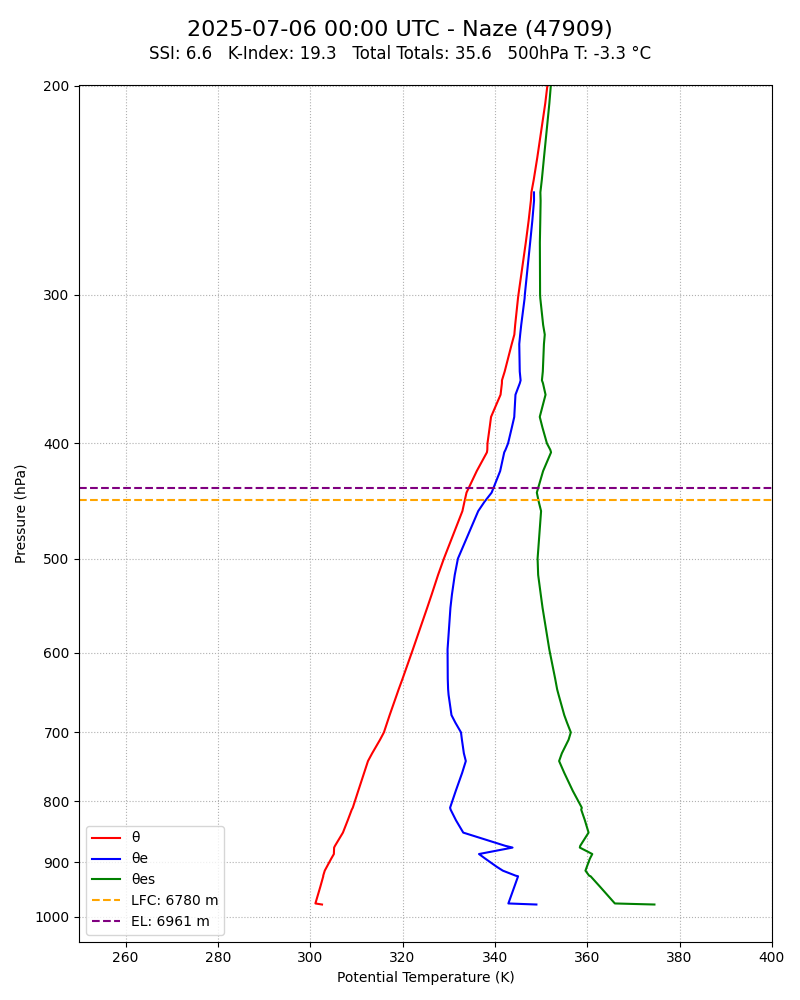 2025-07-06 00:00 UTC - Naze (47909)
SSI: 6.6   K-Index: 19.3   Total Totals: 35.6   500hPa T: -3.3 °C
200
300
400
500
600
700
800
900
1000
Pressure (hPa)
θ
θe
θes
LFC: 6780 m
EL: 6961 m
260 280 300 320 340 360 380 400
Potential Temperature (K)